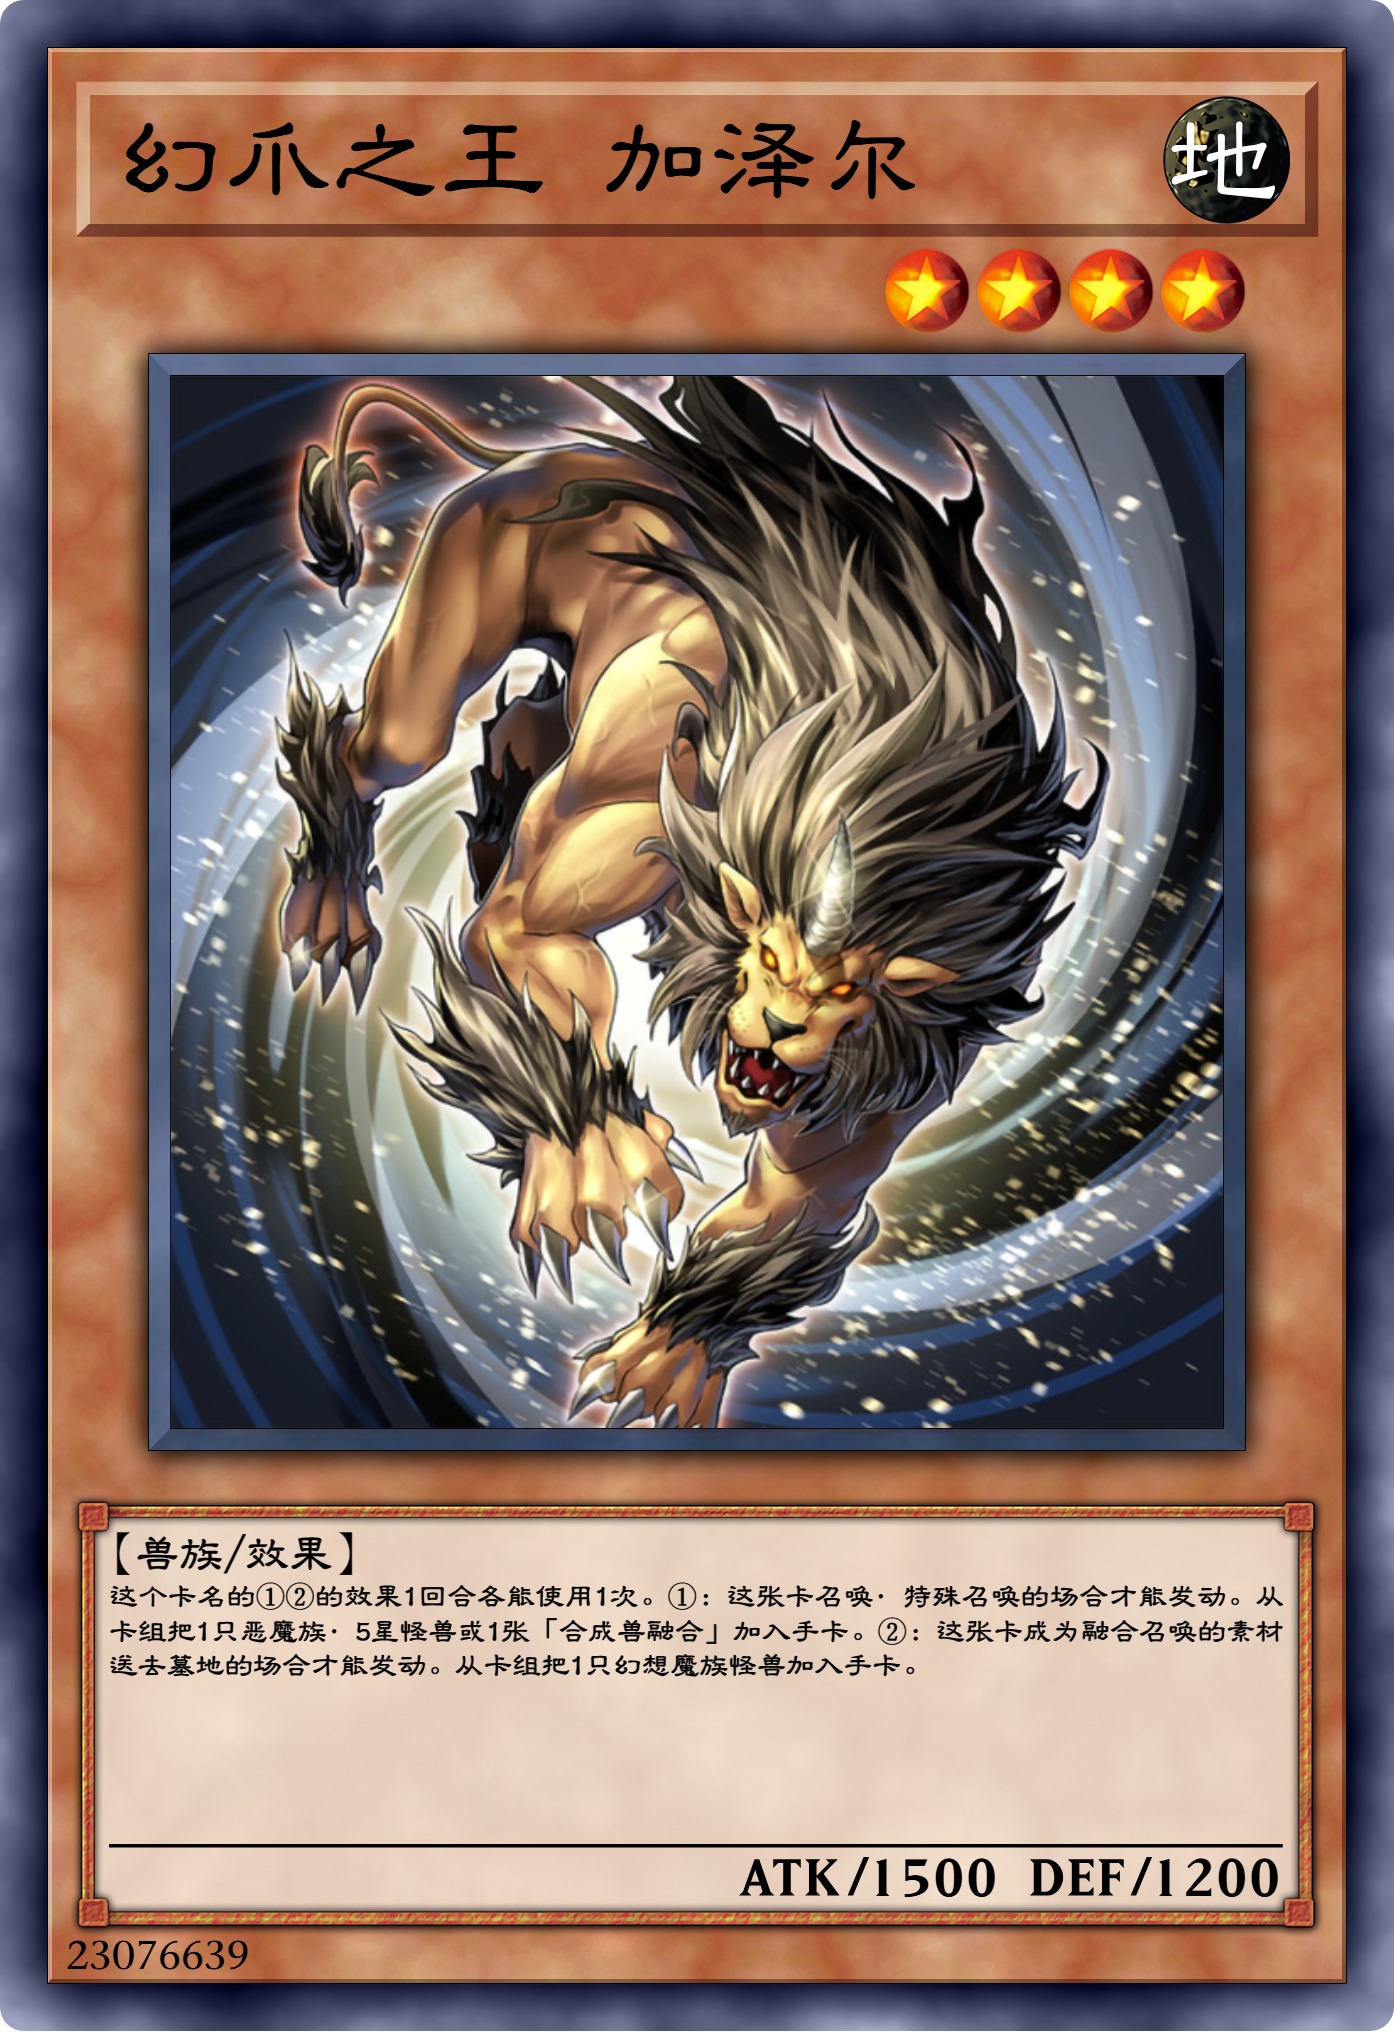 幻爪之王 加泽尔
地
【兽族/效果】
这个卡名的①②的效果1回合各能使用1次。①：这张卡召唤·特殊召唤的场合才能发动。从
卡组把1只恶魔族·5星怪兽或1张「合成兽融合」加入手卡。②：这张卡成为融合召唤的素材
送去墓地的场合才能发动。从卡组把1只幻想魔族怪兽加入手卡。
ATK/1500 DEF/1200
23076639